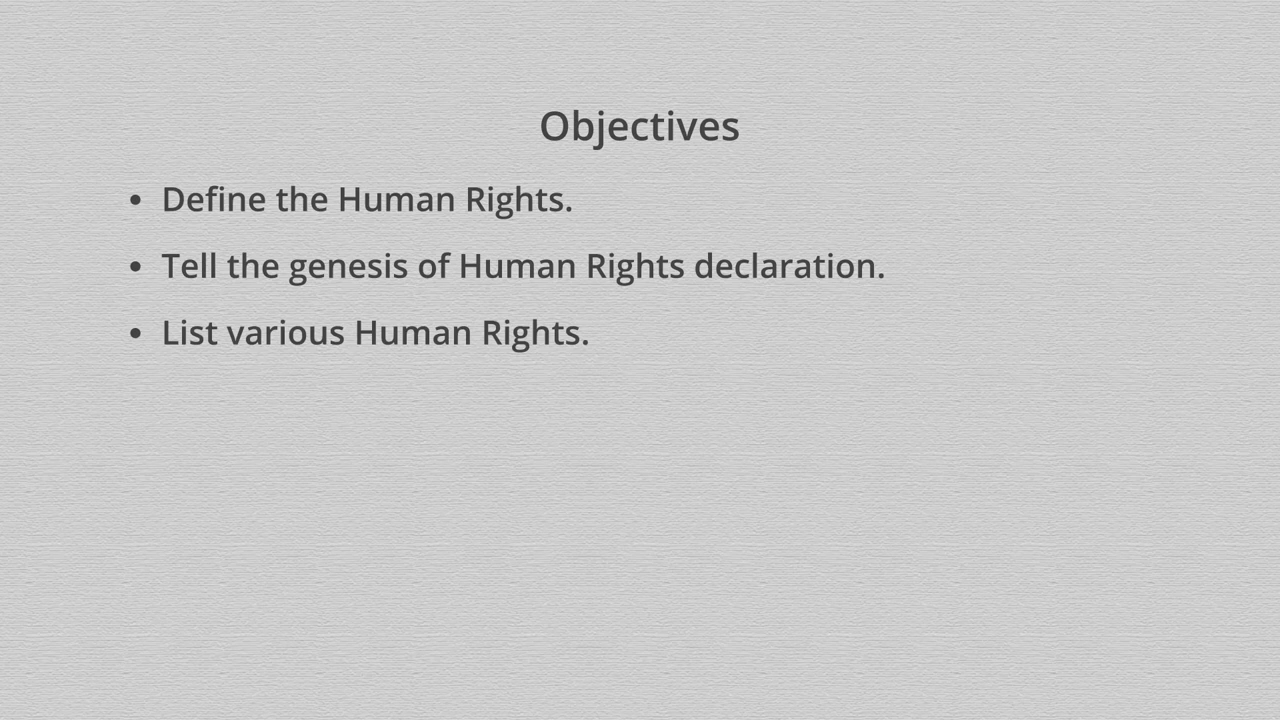 Objectives
• Define the Human Rights.
• Tell the genesis of Human Rights declaration.
• List various Human Rights.